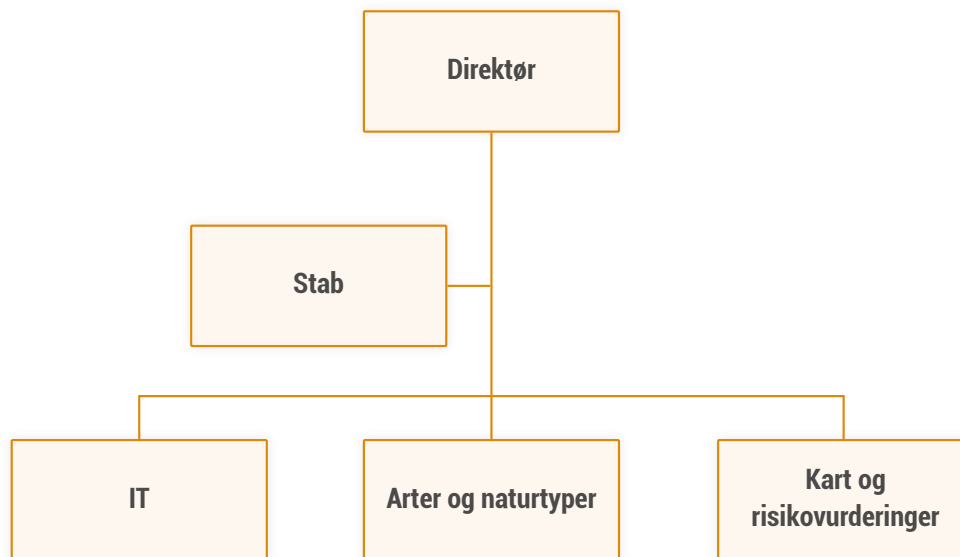 Direktør
Stab
IT
Arter og naturtyper
Kart og
risikovurderinger